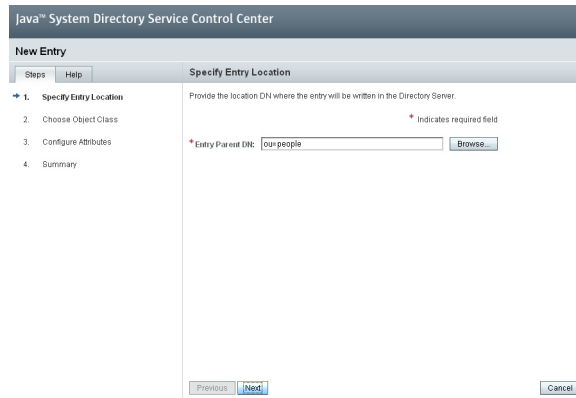 Java™ System Directory Service Control Center
New Entry
Steps Help
→ 1. Specify Entry Location
2. Choose Object Class
3. Configure Attributes
4. Summary
Specify Entry Location
Provide the location DN where the entry will be written in the Directory Server.
* Indicates required field
* Entry Parent DN: ou=people Browse...
Previous Next Cancel